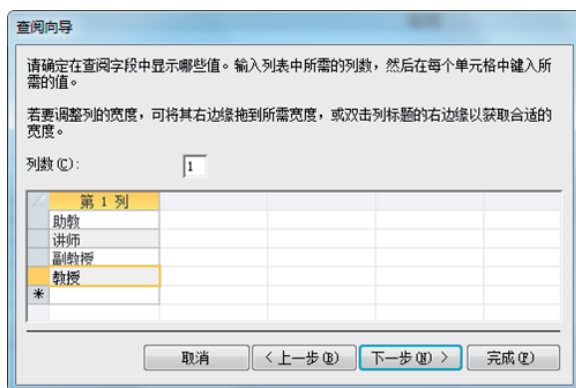 查阅向导
请确定在查阅字段中显示哪些值。输入列表中所需的列数，然后在每个单元格中键入所
需的值。
若要调整列的宽度，可将其右边缘拖到所需宽度，或双击列标题的右边缘以获取合适的
宽度。
列数(C): 1
第 1 列
助教
讲师
副教授
教授
*
取消 < 上一步(B) 下一步(N) > 完成(F)